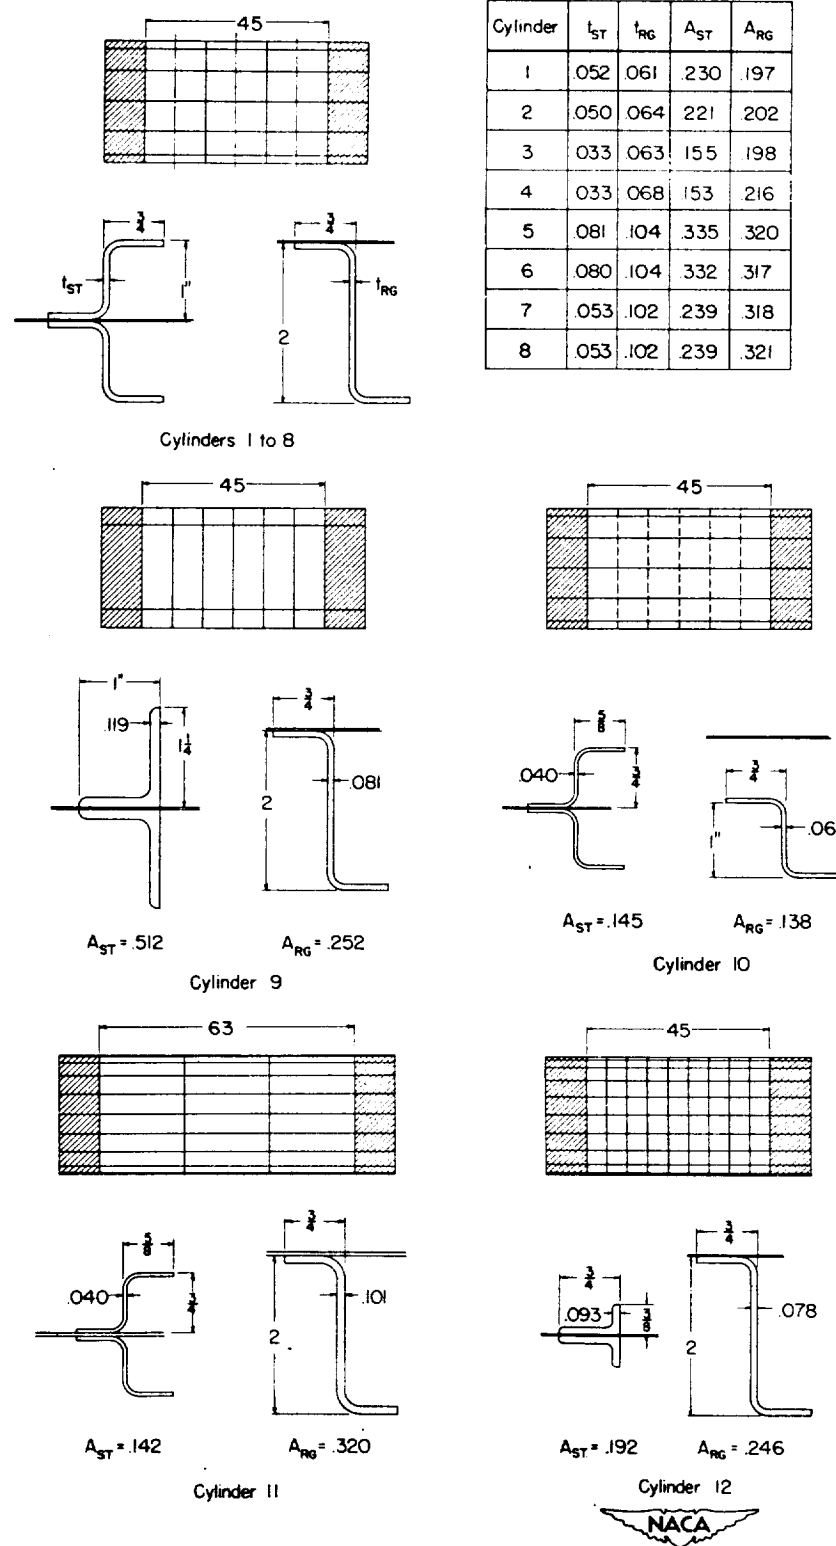 45
3/4
t_ST
1"
3/4
t_RG
2
Cylinders 1 to 8
Cylinder t_ST t_RG A_ST A_RG
1 .052 .061 .230 .197
2 .050 .064 .221 .202
3 .033 .063 .155 .198
4 .033 .068 .153 .216
5 .081 .104 .335 .320
6 .080 .104 .332 .317
7 .053 .102 .239 .318
8 .053 .102 .239 .321
45
1"
.119
1 1/4
3/4
.081
2
A_ST = .512 A_RG = .252
Cylinder 9
45
5/8
.040
3/4
3/4
.06
1"
A_ST = .145 A_RG = .138
Cylinder 10
63
5/8
.040
3/4
3/4
.101
2
A_ST = .142 A_RG = .320
Cylinder 11
45
3/4
.093
3/8
3/4
.078
2
A_ST = .192 A_RG = .246
Cylinder 12
NACA